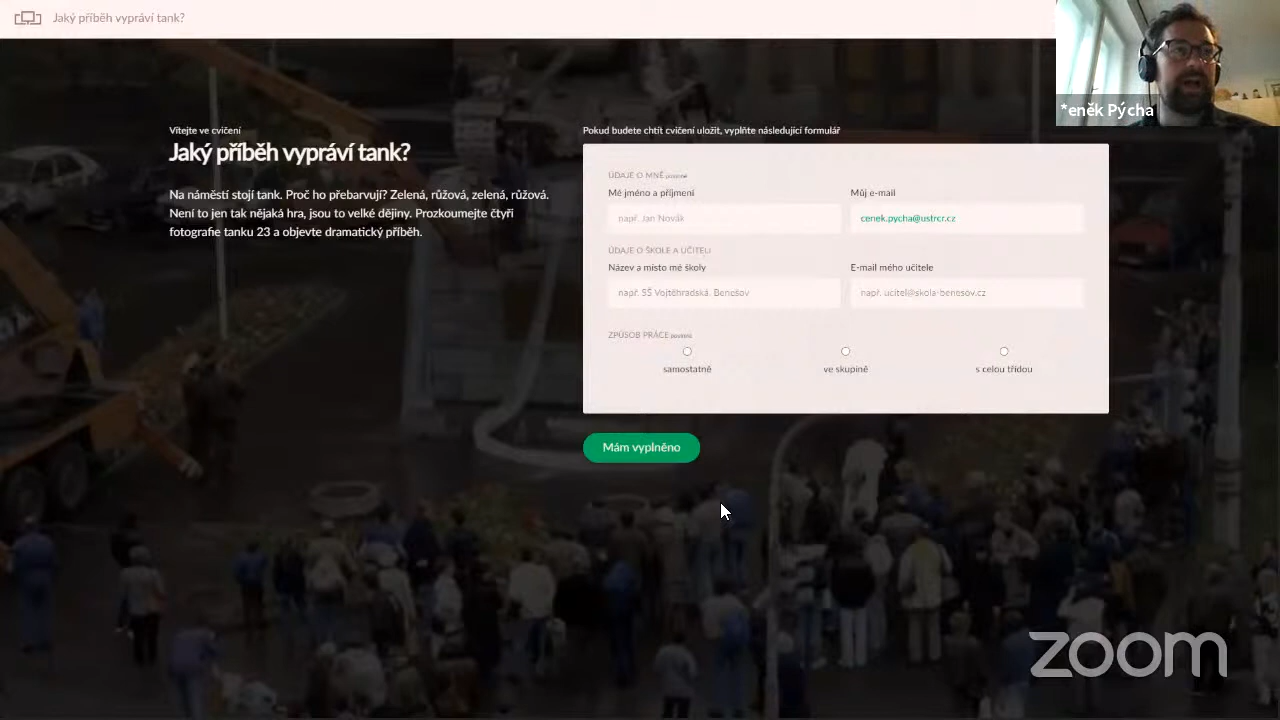 Jaký příběh vypráví tank?
*eněk Pýcha
Vítejte ve cvičení
Jaký příběh vypráví tank?
Na náměstí stojí tank. Proč ho přebarvují? Zelená, růžová, zelená, růžová.
Není to jen tak nějaká hra, jsou to velké dějiny. Prozkoumejte čtyři
fotografie tanku 23 a objevte dramatický příběh.
Pokud budete chtít cvičení uložit, vyplňte následující formulář
ÚDAJE O MNĚ povinné
Mé jméno a příjmení
Můj e-mail
např. Jan Novák
cenek.pycha@ustrcr.cz
ÚDAJE O ŠKOLE A UČITELI
Název a místo mé školy
E-mail mého učitele
např. SŠ Vojtěhradská, Benešov
např. ucitel@skola-benesov.cz
ZPŮSOB PRÁCE povinné
samostatně
ve skupině
s celou třídou
Mám vyplněno
zoom